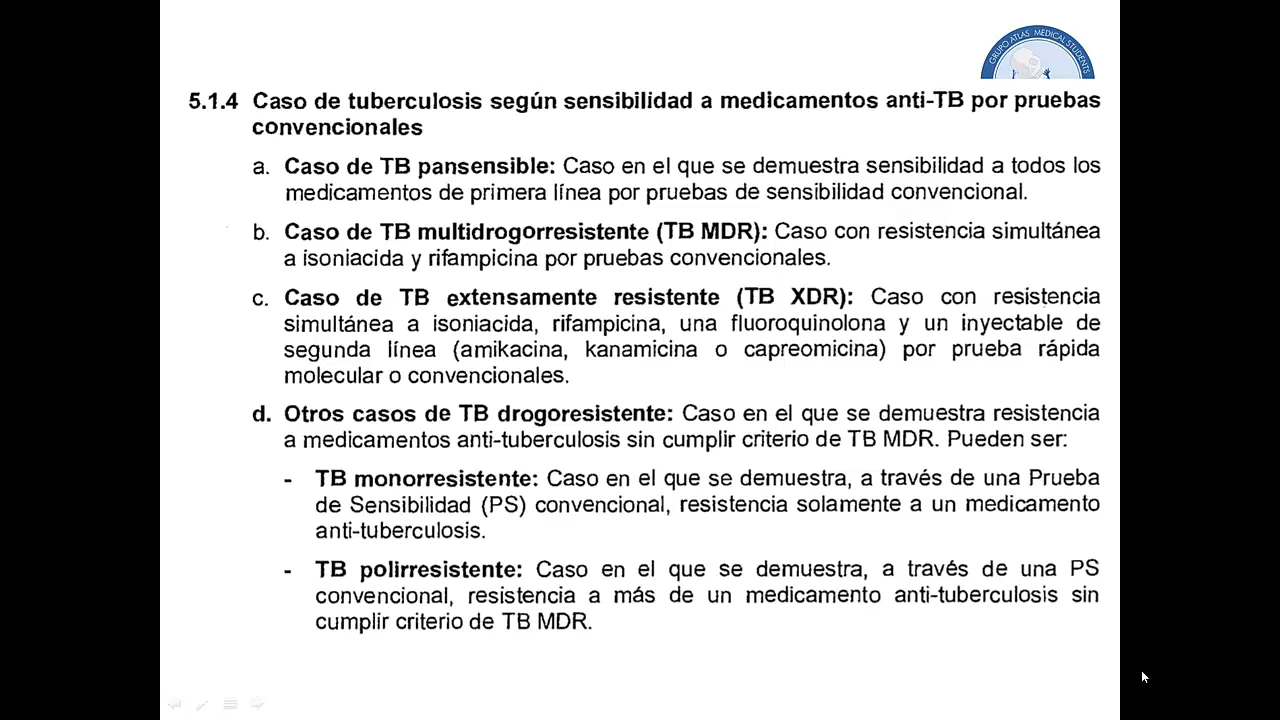 GRUPO ATLAS MEDICAL STUDENTS
5.1.4 Caso de tuberculosis según sensibilidad a medicamentos anti-TB por pruebas
convencionales
a. Caso de TB pansensible: Caso en el que se demuestra sensibilidad a todos los
medicamentos de primera línea por pruebas de sensibilidad convencional.
b. Caso de TB multidrogorresistente (TB MDR): Caso con resistencia simultánea
a isoniacida y rifampicina por pruebas convencionales.
c. Caso de TB extensamente resistente (TB XDR): Caso con resistencia
simultánea a isoniacida, rifampicina, una fluoroquinolona y un inyectable de
segunda línea (amikacina, kanamicina o capreomicina) por prueba rápida
molecular o convencionales.
d. Otros casos de TB drogoresistente: Caso en el que se demuestra resistencia
a medicamentos anti-tuberculosis sin cumplir criterio de TB MDR. Pueden ser:
- TB monorresistente: Caso en el que se demuestra, a través de una Prueba
de Sensibilidad (PS) convencional, resistencia solamente a un medicamento
anti-tuberculosis.
- TB polirresistente: Caso en el que se demuestra, a través de una PS
convencional, resistencia a más de un medicamento anti-tuberculosis sin
cumplir criterio de TB MDR.